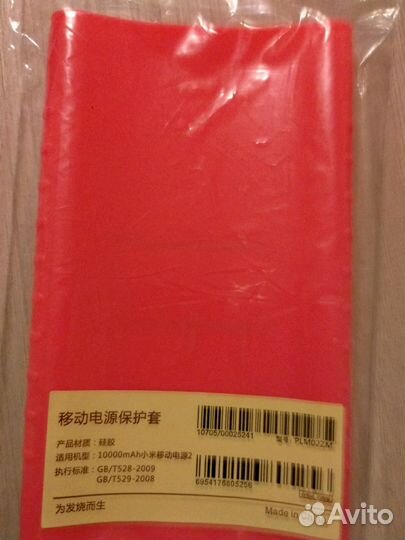 移动电源保护套
产品材质：硅胶
适用机型：10000mAh小米移动电源2
执行标准：GB/T528-2009
GB/T529-2008
为发烧而生
10705/00025241
型号：PLM02ZM
6954176805256
Made in
Avito